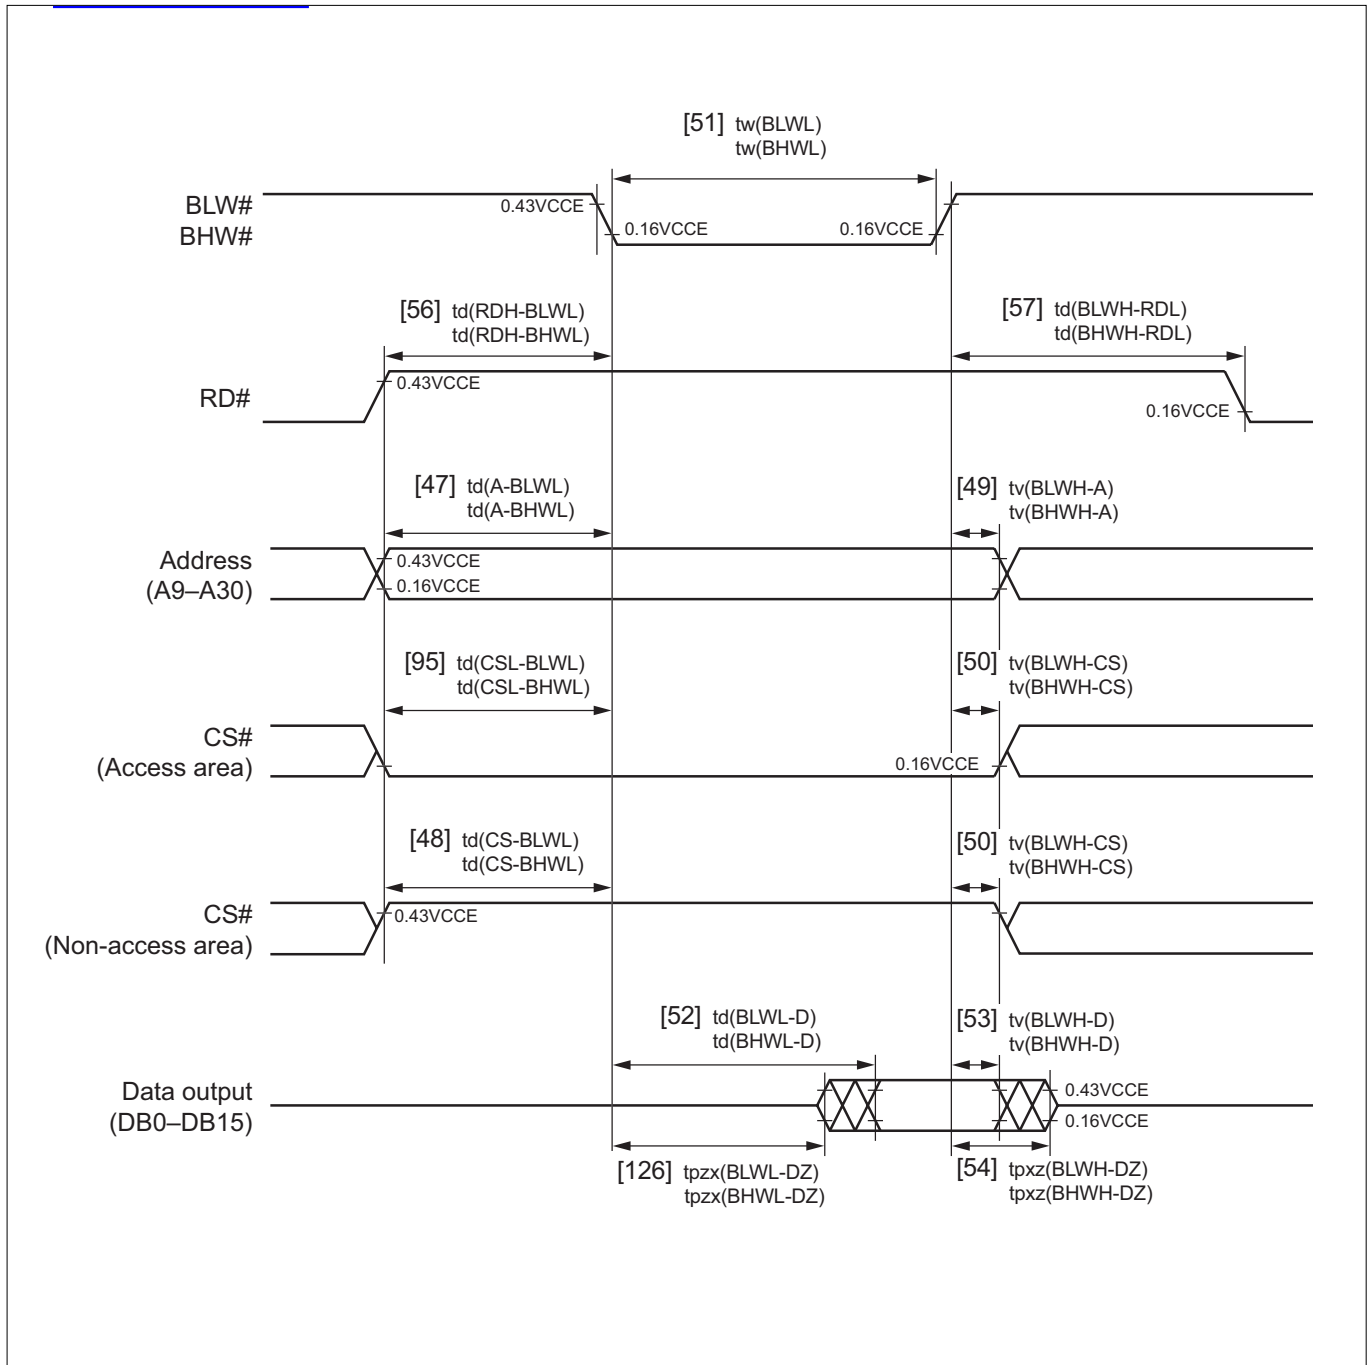 [51] tw(BLWL)
tw(BHWL)
BLW#
BHW#
0.43VCCE
0.16VCCE
0.16VCCE
[56] td(RDH-BLWL)
td(RDH-BHWL)
[57] td(BLWH-RDL)
td(BHWH-RDL)
RD#
0.43VCCE
0.16VCCE
[47] td(A-BLWL)
td(A-BHWL)
[49] tv(BLWH-A)
tv(BHWH-A)
Address
(A9–A30)
0.43VCCE
0.16VCCE
[95] td(CSL-BLWL)
td(CSL-BHWL)
[50] tv(BLWH-CS)
tv(BHWH-CS)
CS#
(Access area)
0.16VCCE
[48] td(CS-BLWL)
td(CS-BHWL)
[50] tv(BLWH-CS)
tv(BHWH-CS)
CS#
(Non-access area)
0.43VCCE
[52] td(BLWL-D)
td(BHWL-D)
[53] tv(BLWH-D)
tv(BHWH-D)
Data output
(DB0–DB15)
0.43VCCE
0.16VCCE
[126] tpzx(BLWL-DZ)
tpzx(BHWL-DZ)
[54] tpxz(BLWH-DZ)
tpxz(BHWH-DZ)